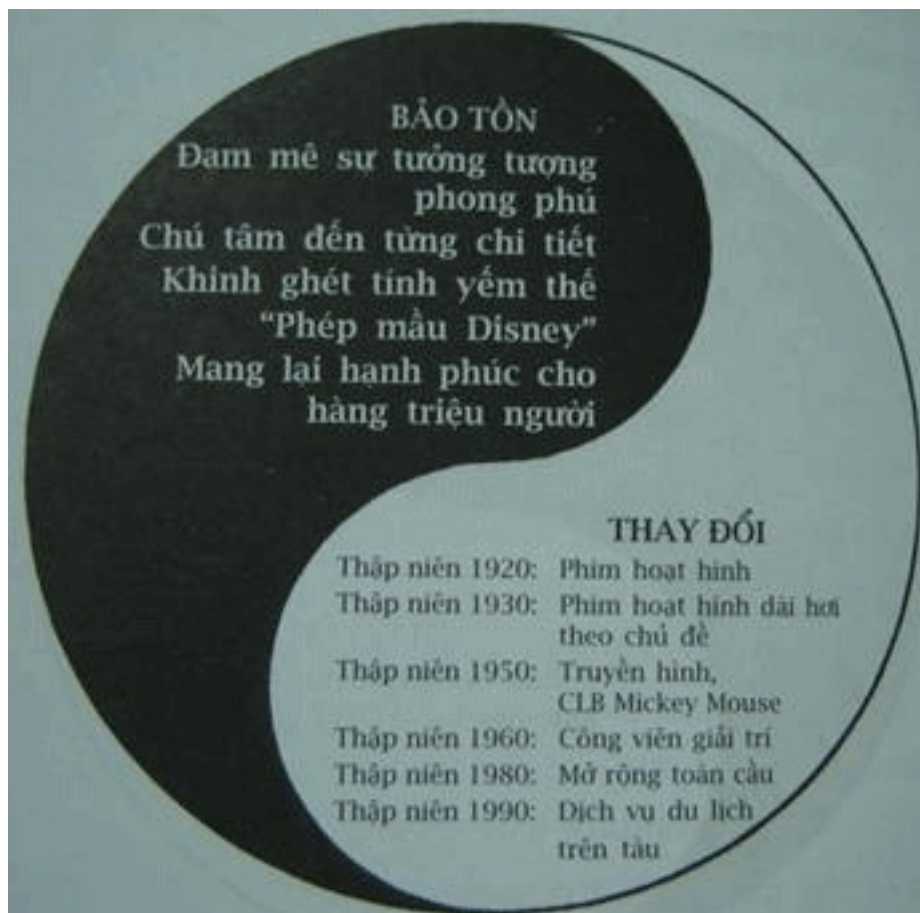 BẢO TỒN
Đam mê sự tưởng tượng
phong phú
Chú tâm đến từng chi tiết
Khinh ghét tính yếm thế
“Phép mầu Disney”
Mang lại hạnh phúc cho
hàng triệu người
THAY ĐỔI
Thập niên 1920: Phim hoạt hình
Thập niên 1930: Phim hoạt hình dài hơi
theo chủ đề
Thập niên 1950: Truyền hình,
CLB Mickey Mouse
Thập niên 1960: Công viên giải trí
Thập niên 1980: Mở rộng toàn cầu
Thập niên 1990: Dịch vụ du lịch
trên tàu